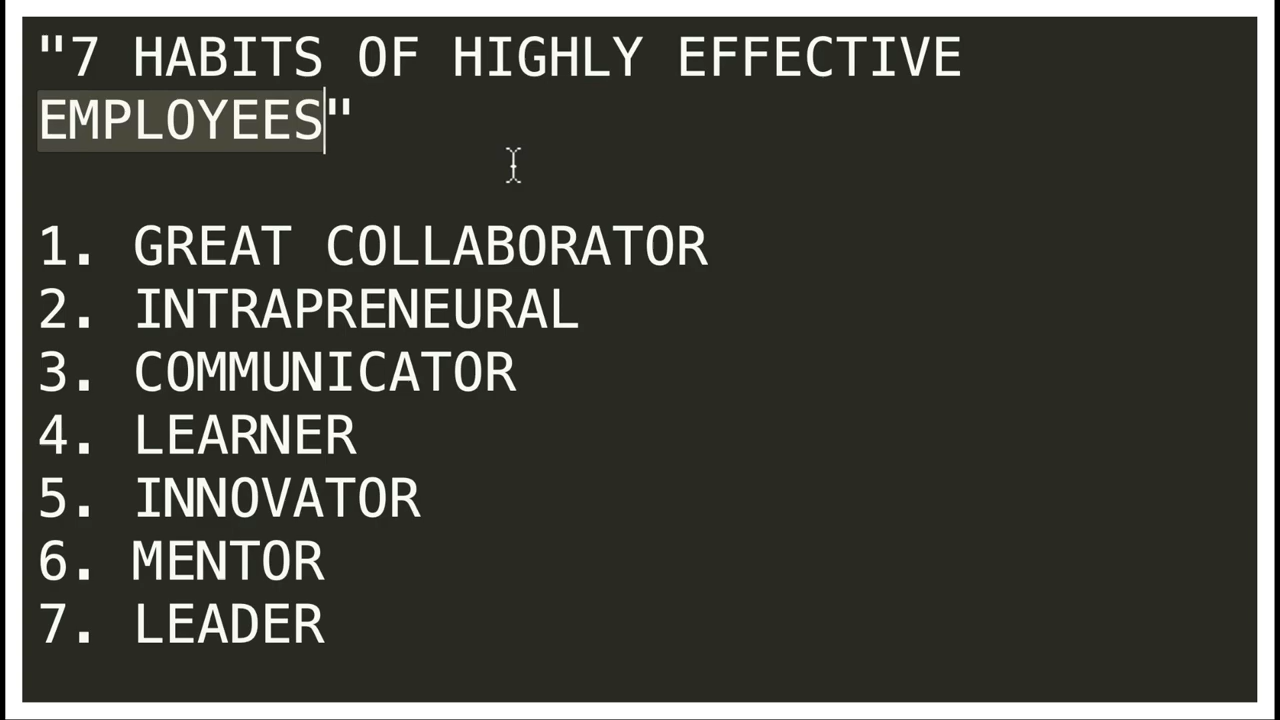 "7 HABITS OF HIGHLY EFFECTIVE
EMPLOYEES"
1. GREAT COLLABORATOR
2. INTRAPRENEURAL
3. COMMUNICATOR
4. LEARNER
5. INNOVATOR
6. MENTOR
7. LEADER